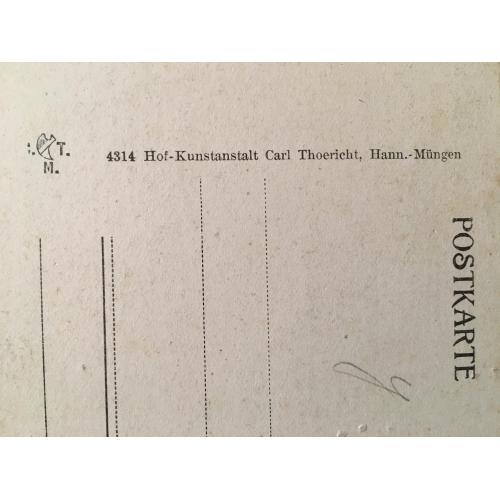 . T.
M.
4314 Hof-Kunstanstalt Carl Thoericht, Hann.-Müngen
POSTKARTE